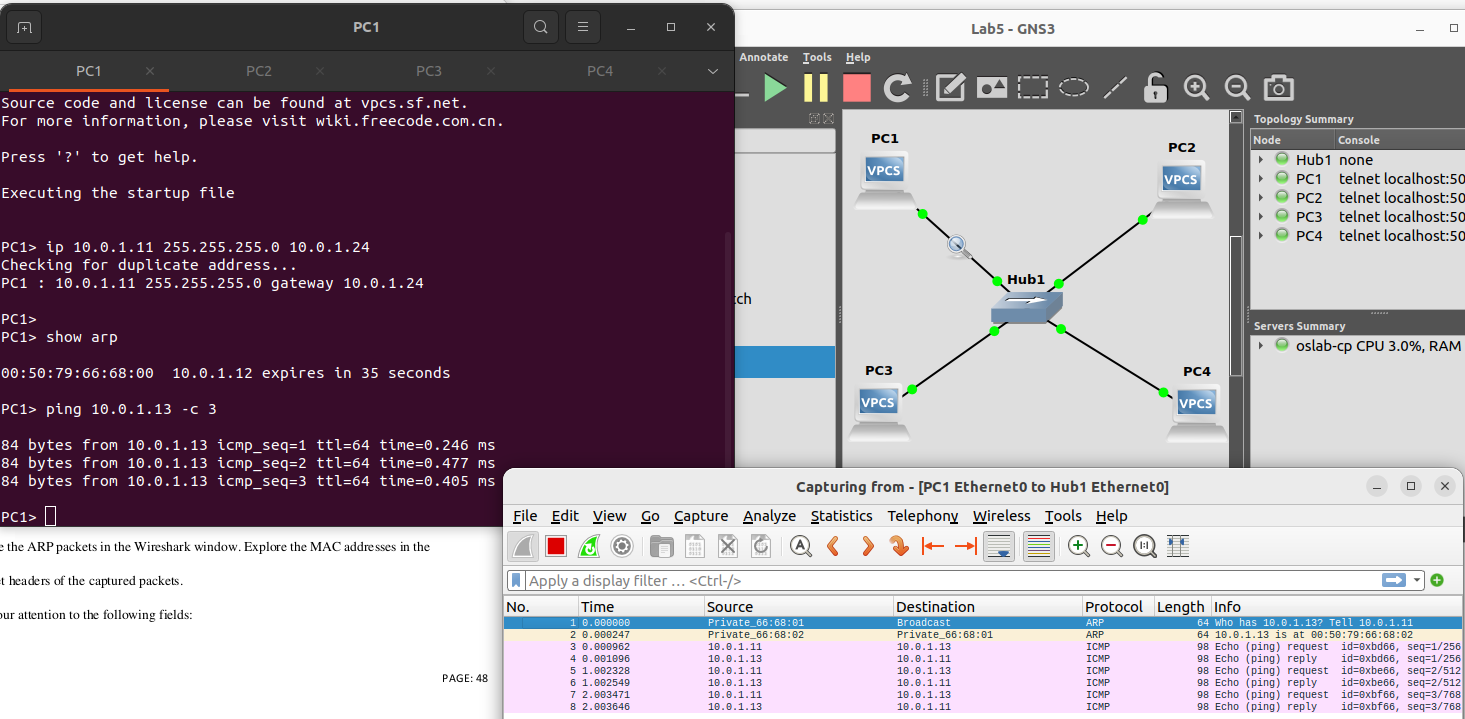 PC1
PC1
PC2
PC3
PC4
Source code and license can be found at vpcs.sf.net.
For more information, please visit wiki.freecode.com.cn.
Press '?' to get help.
Executing the startup file
PC1> ip 10.0.1.11 255.255.255.0 10.0.1.24
Checking for duplicate address...
PC1 : 10.0.1.11 255.255.255.0 gateway 10.0.1.24
PC1>
PC1> show arp
00:50:79:66:68:00  10.0.1.12 expires in 35 seconds
PC1> ping 10.0.1.13 -c 3
84 bytes from 10.0.1.13 icmp_seq=1 ttl=64 time=0.246 ms
84 bytes from 10.0.1.13 icmp_seq=2 ttl=64 time=0.477 ms
84 bytes from 10.0.1.13 icmp_seq=3 ttl=64 time=0.405 ms
PC1>
e the ARP packets in the Wireshark window. Explore the MAC addresses in the
et headers of the captured packets.
our attention to the following fields:
PAGE: 48
Lab5 - GNS3
Annotate Tools Help
tch
PC1
VPCS
PC2
VPCS
Hub1
PC3
VPCS
PC4
VPCS
Topology Summary
Node Console
Hub1 none
PC1 telnet localhost:50
PC2 telnet localhost:50
PC3 telnet localhost:50
PC4 telnet localhost:50
Servers Summary
oslab-cp CPU 3.0%, RAM
Capturing from - [PC1 Ethernet0 to Hub1 Ethernet0]
File Edit View Go Capture Analyze Statistics Telephony Wireless Tools Help
Apply a display filter … <Ctrl-/>
No. Time Source Destination Protocol Length Info
1 0.000000 Private_66:68:01 Broadcast ARP 64 Who has 10.0.1.13? Tell 10.0.1.11
2 0.000247 Private_66:68:02 Private_66:68:01 ARP 64 10.0.1.13 is at 00:50:79:66:68:02
3 0.000962 10.0.1.11 10.0.1.13 ICMP 98 Echo (ping) request id=0xbd66, seq=1/256
4 0.001096 10.0.1.13 10.0.1.11 ICMP 98 Echo (ping) reply id=0xbd66, seq=1/256
5 1.002328 10.0.1.11 10.0.1.13 ICMP 98 Echo (ping) request id=0xbe66, seq=2/512
6 1.002549 10.0.1.13 10.0.1.11 ICMP 98 Echo (ping) reply id=0xbe66, seq=2/512
7 2.003471 10.0.1.11 10.0.1.13 ICMP 98 Echo (ping) request id=0xbf66, seq=3/768
8 2.003646 10.0.1.13 10.0.1.11 ICMP 98 Echo (ping) reply id=0xbf66, seq=3/768